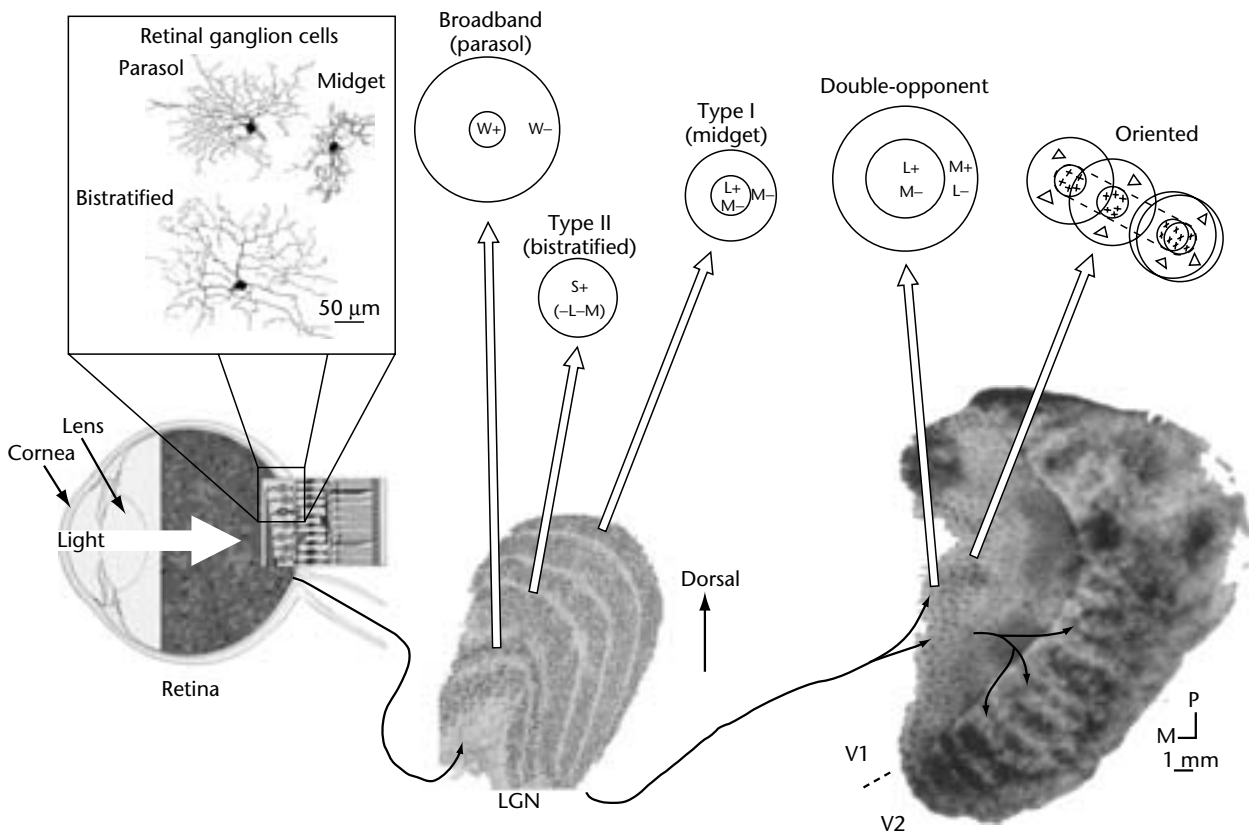 Retinal ganglion cells
Parasol
Midget
Bistratified
50 µm
Broadband
(parasol)
W+
W–
Type II
(bistratified)
S+
(–L–M)
Type I
(midget)
L+
M–
M–
Double-opponent
L+
M–
M+
L–
Oriented
Lens
Cornea
Light
Retina
LGN
Dorsal
V1
V2
P
M
1 mm